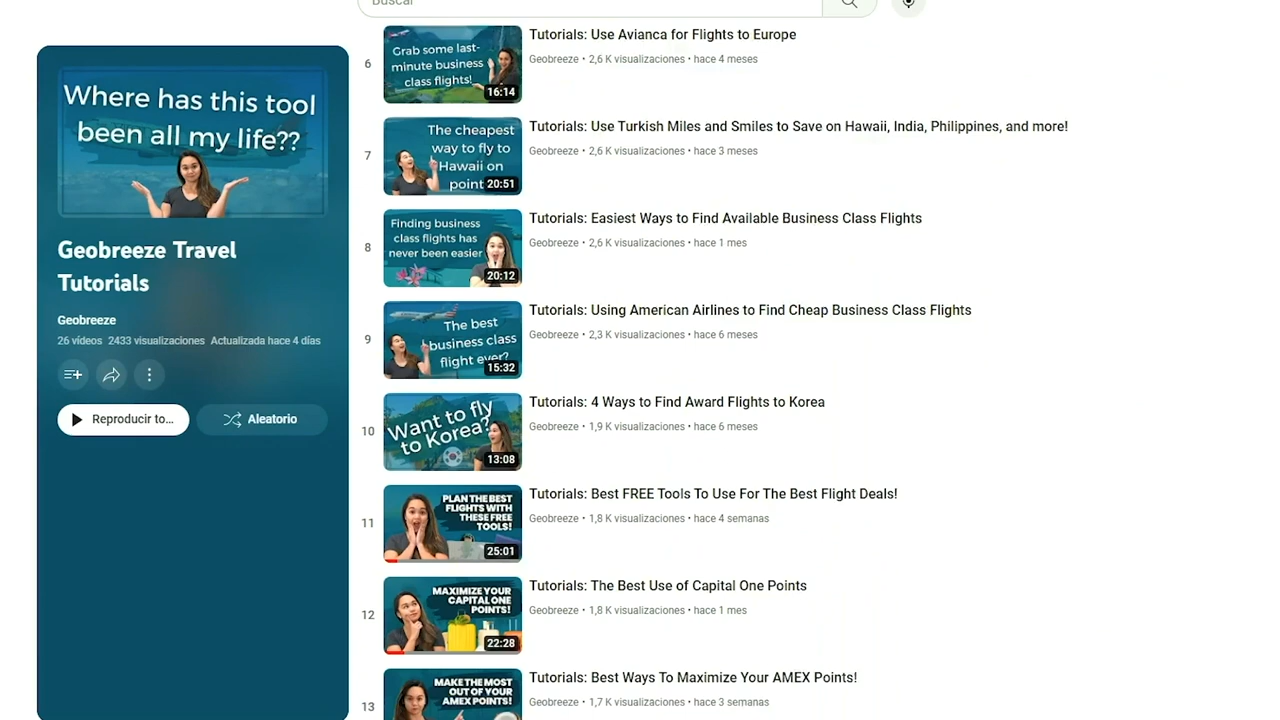 Buscar
Where has this tool
been all my life??
Geobreeze Travel
Tutorials
Geobreeze
26 vídeos 2433 visualizaciones Actualizada hace 4 días
Reproducir to...
Aleatorio
6
Grab some last-
minute business
class flights!
16:14
Tutorials: Use Avianca for Flights to Europe
Geobreeze • 2,6 K visualizaciones • hace 4 meses
7
The cheapest
way to fly to
Hawaii on
point
20:51
Tutorials: Use Turkish Miles and Smiles to Save on Hawaii, India, Philippines, and more!
Geobreeze • 2,6 K visualizaciones • hace 3 meses
8
Finding business
class flights has
never been easier
20:12
Tutorials: Easiest Ways to Find Available Business Class Flights
Geobreeze • 2,6 K visualizaciones • hace 1 mes
9
The best
business class
flight ever?
15:32
Tutorials: Using American Airlines to Find Cheap Business Class Flights
Geobreeze • 2,3 K visualizaciones • hace 6 meses
10
Want to fly
to Korea?
13:08
Tutorials: 4 Ways to Find Award Flights to Korea
Geobreeze • 1,9 K visualizaciones • hace 6 meses
11
PLAN THE BEST
FLIGHTS WITH
THESE FREE
TOOLS!
25:01
Tutorials: Best FREE Tools To Use For The Best Flight Deals!
Geobreeze • 1,8 K visualizaciones • hace 4 semanas
12
MAXIMIZE YOUR
CAPITAL ONE
POINTS!
22:28
Tutorials: The Best Use of Capital One Points
Geobreeze • 1,8 K visualizaciones • hace 1 mes
13
MAKE THE MOST
OUT OF YOUR
AMEX POINTS!
Tutorials: Best Ways To Maximize Your AMEX Points!
Geobreeze • 1,7 K visualizaciones • hace 3 semanas